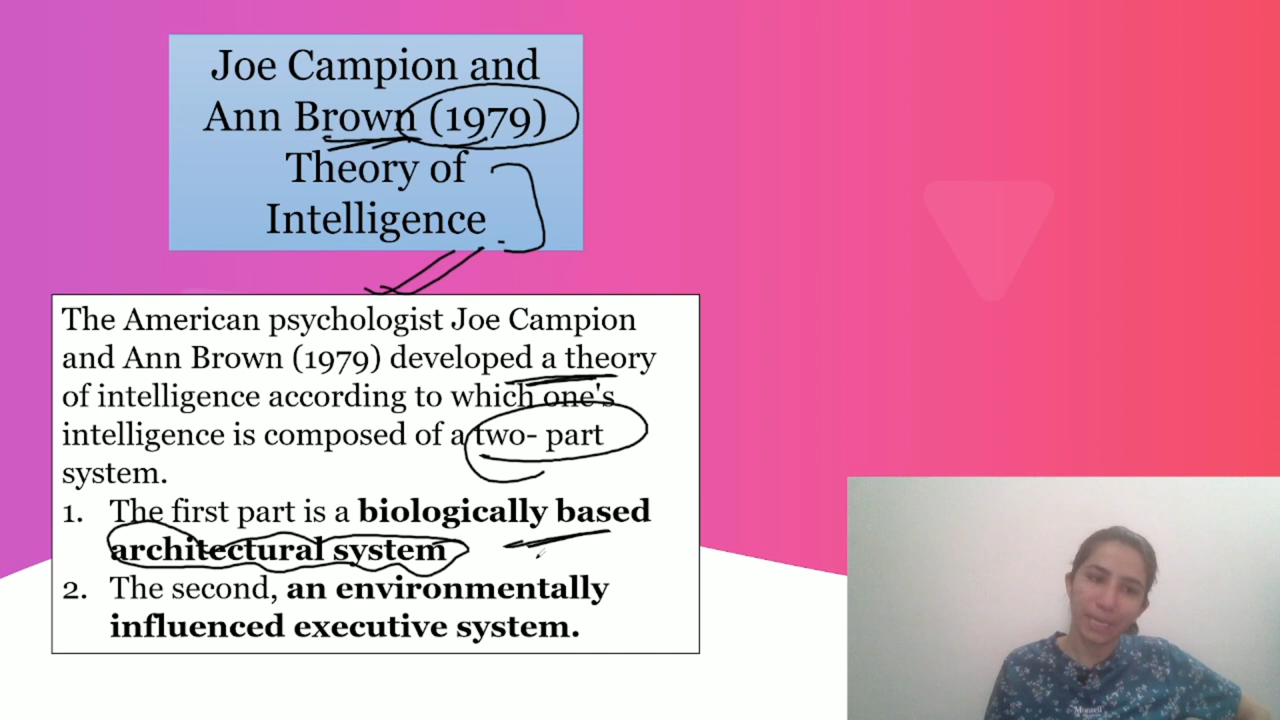 Joe Campion and
Ann Brown (1979)
Theory of
Intelligence
The American psychologist Joe Campion
and Ann Brown (1979) developed a theory
of intelligence according to which one's
intelligence is composed of a two- part
system.
1. The first part is a biologically based
architectural system
2. The second, an environmentally
influenced executive system.